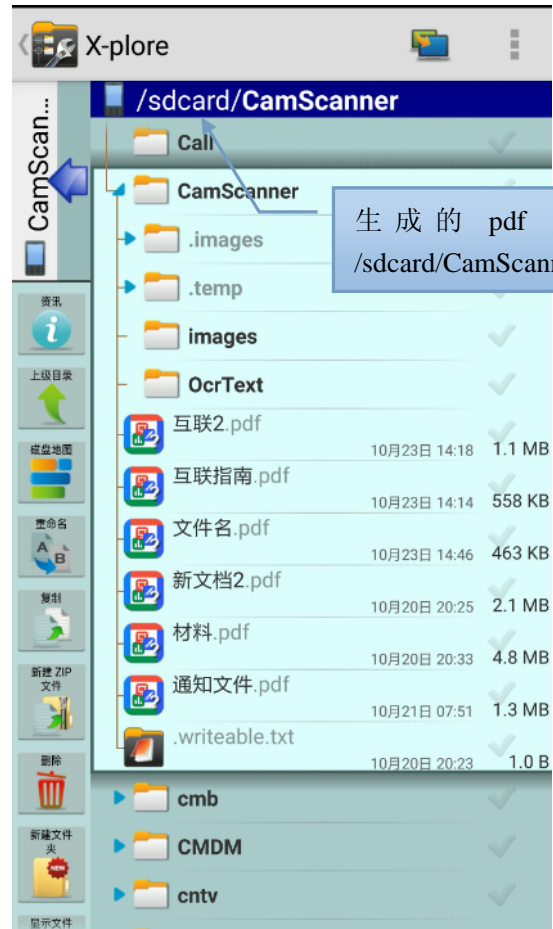 X-plore
/sdcard/CamScanner
CamScan...
Call
CamScanner
生成的 pdf
/sdcard/CamScann
.images
.temp
images
OcrText
互联2.pdf
10月23日 14:18 1.1 MB
互联指南.pdf
10月23日 14:14 558 KB
文件名.pdf
10月23日 14:46 463 KB
新文档2.pdf
10月20日 20:25 2.1 MB
材料.pdf
10月20日 20:33 4.8 MB
通知文件.pdf
10月21日 07:51 1.3 MB
.writeable.txt
10月20日 20:23 1.0 B
cmb
CMDM
cntv
资讯
i
上级目录
磁盘地图
重命名
A B
复制
新建 ZIP
文件
删除
新建文件
夹
NEW
显示文件